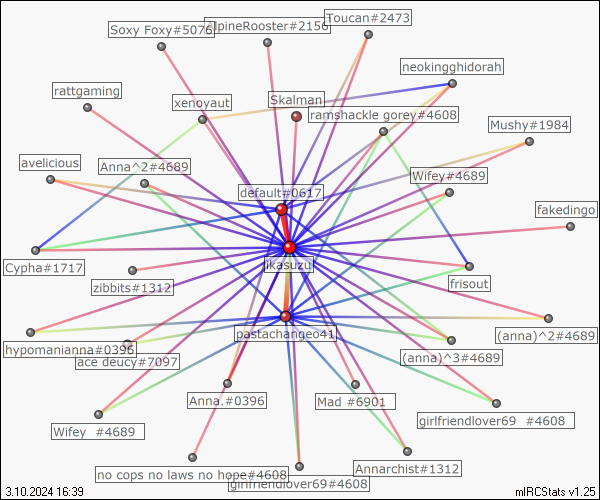 Toucan#2473
AlpineRooster#2150
Soxy Foxy#5076
neokingghidorah
rattgaming
xenoyaut
Skalman
ramshackle gorey#4608
Mushy#1984
avelicious
Anna^2#4689
Wifey#4689
default#0617
fakedingo
Cypha#1717
ikasuzu
frisout
zibbits#1312
pastachangeo41
(anna)^2#4689
hypomanianna#0396
ace deucy#7097
(anna)^3#4689
Anna.#0396
Mad #6901
girlfriendlover69 #4608
Wifey #4689
no cops no laws no hope#4608
Annarchist#1312
girlfriendlover69#4608
3.10.2024 16:39
mIRCStats v1.25